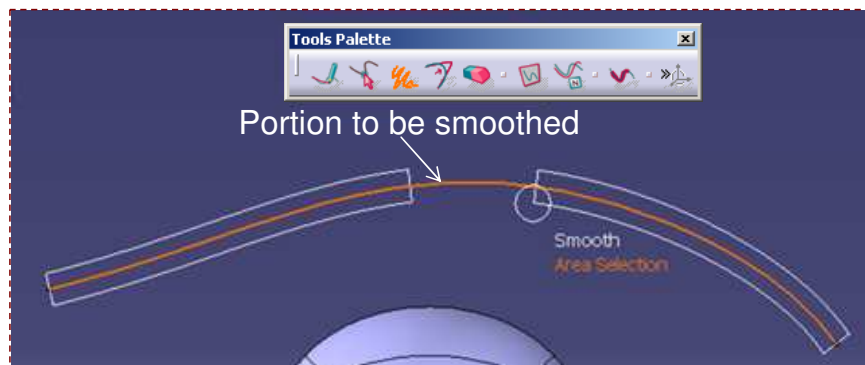 Tools Palette
Portion to be smoothed
Smooth
Area Selection